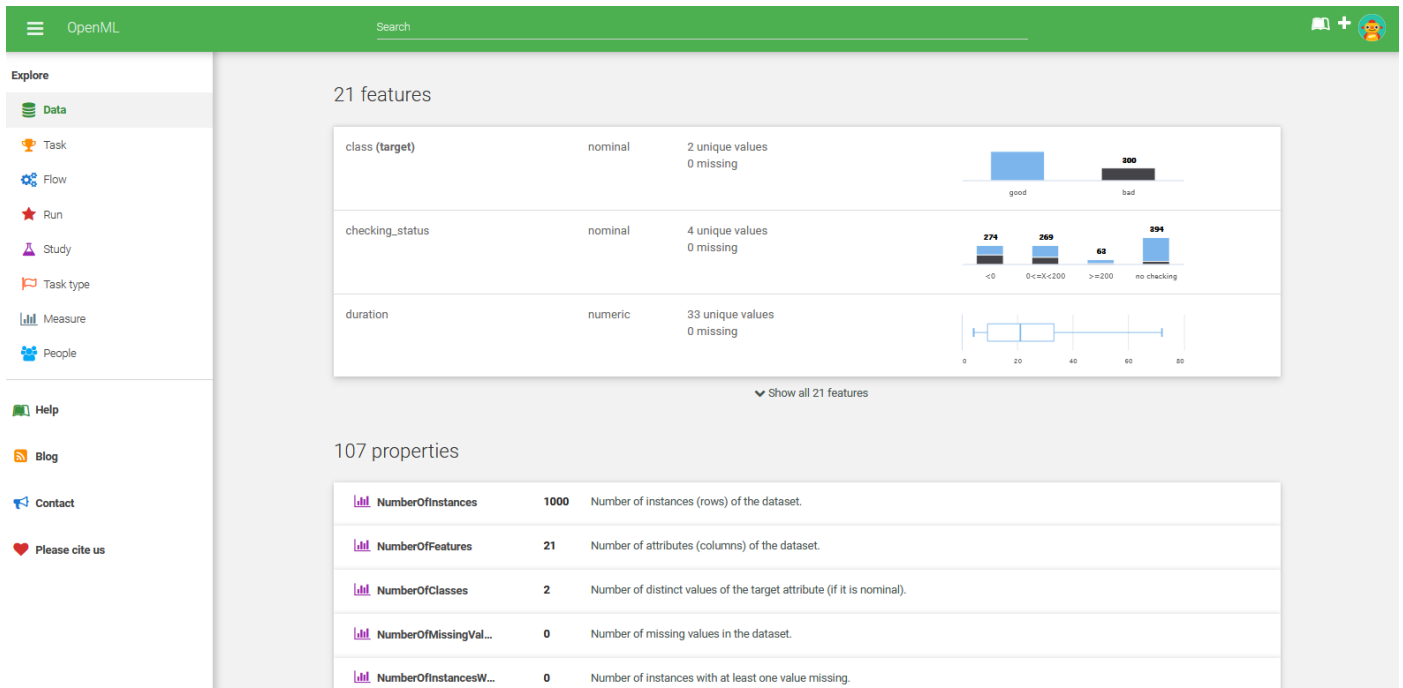 OpenML
Search
Explore
Data
Task
Flow
Run
Study
Task type
Measure
People
Help
Blog
Contact
Please cite us
21 features
class (target) nominal 2 unique values
0 missing
300
good bad
checking_status nominal 4 unique values
0 missing
274 269 63 394
<0 0<=X<200 >=200 no checking
duration numeric 33 unique values
0 missing
0 20 40 60 80
Show all 21 features
107 properties
NumberOfInstances 1000 Number of instances (rows) of the dataset.
NumberOfFeatures 21 Number of attributes (columns) of the dataset.
NumberOfClasses 2 Number of distinct values of the target attribute (if it is nominal).
NumberOfMissingVal... 0 Number of missing values in the dataset.
NumberOfInstancesW... 0 Number of instances with at least one value missing.